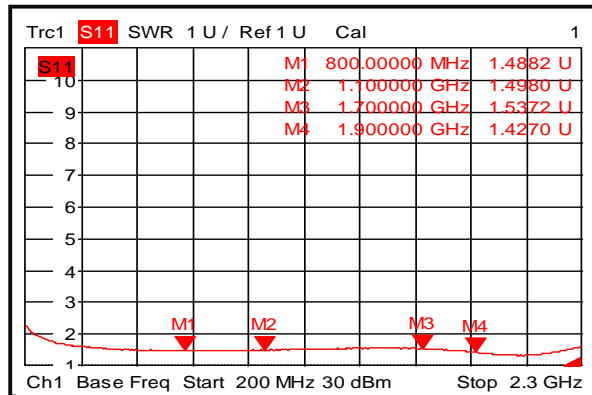 Trc1 S11 SWR 1 U / Ref 1 U Cal 1
S11
M1 800.00000 MHz 1.4882 U
M2 1.100000 GHz 1.4980 U
M3 1.700000 GHz 1.5372 U
M4 1.900000 GHz 1.4270 U
10
9
8
7
6
5
4
3
2
1
M1 M2 M3 M4
Ch1 Base Freq Start 200 MHz 30 dBm Stop 2.3 GHz